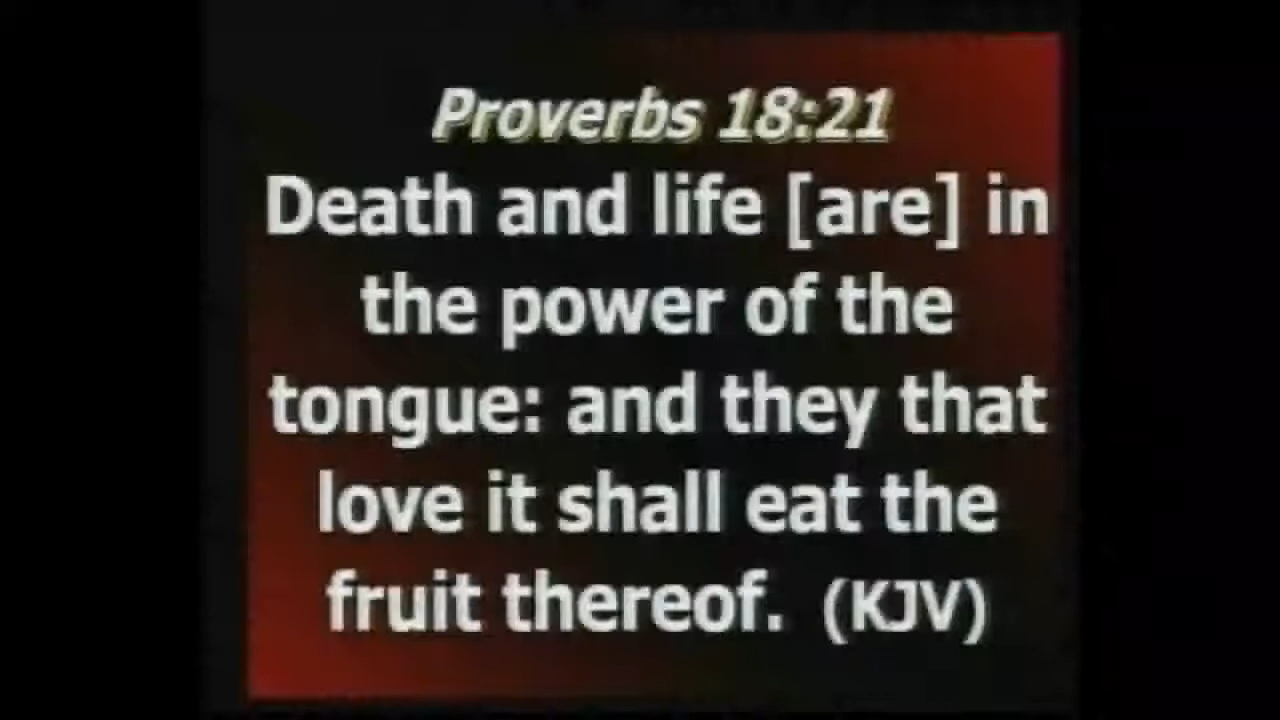 Proverbs 18:21
Death and life [are] in
the power of the
tongue: and they that
love it shall eat the
fruit thereof. (KJV)